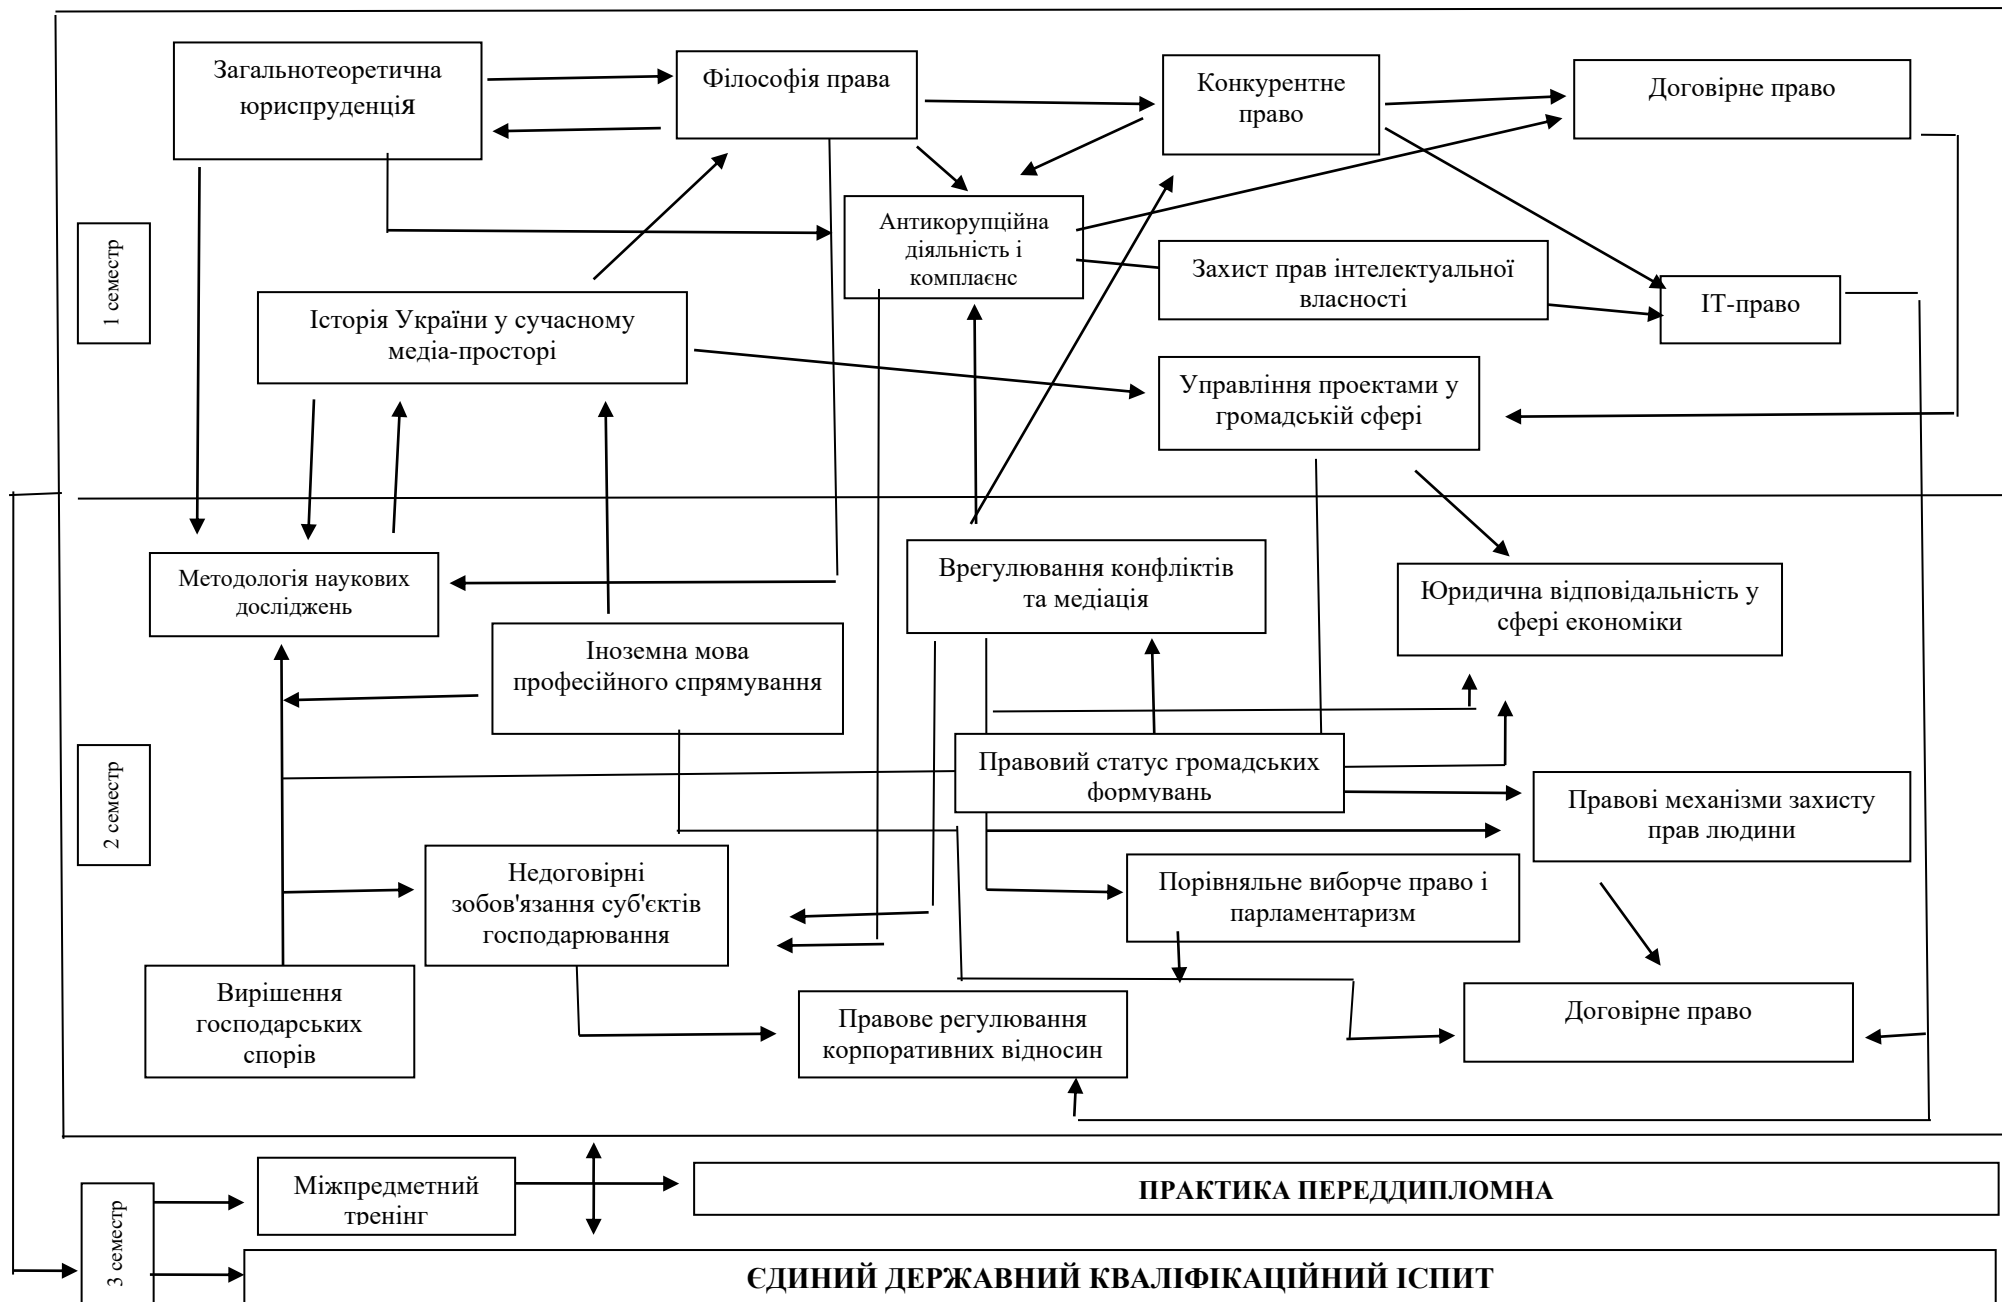 Загальнотеоретична
юриспруденція
Філософія права
Конкурентне
право
Договірне право
1 семестр
Антикорупційна
діяльність і
комплаєнс
Захист прав інтелектуальної
власності
ІТ-право
Історія України у сучасному
медіа-просторі
Управління проектами у
громадській сфері
2 семестр
Методологія наукових
досліджень
Врегулювання конфліктів
та медіація
Юридична відповідальність у
сфері економіки
Іноземна мова
професійного спрямування
Правовий статус громадських
формувань
Правові механізми захисту
прав людини
Недоговірні
зобов'язання суб'єктів
господарювання
Порівняльне виборче право і
парламентаризм
Вирішення
господарських
спорів
Правове регулювання
корпоративних відносин
Договірне право
3 семестр
Міжпредметний
тренінг
ПРАКТИКА ПЕРЕДДИПЛОМНА
ЄДИНИЙ ДЕРЖАВНИЙ КВАЛІФІКАЦІЙНИЙ ІСПИТ